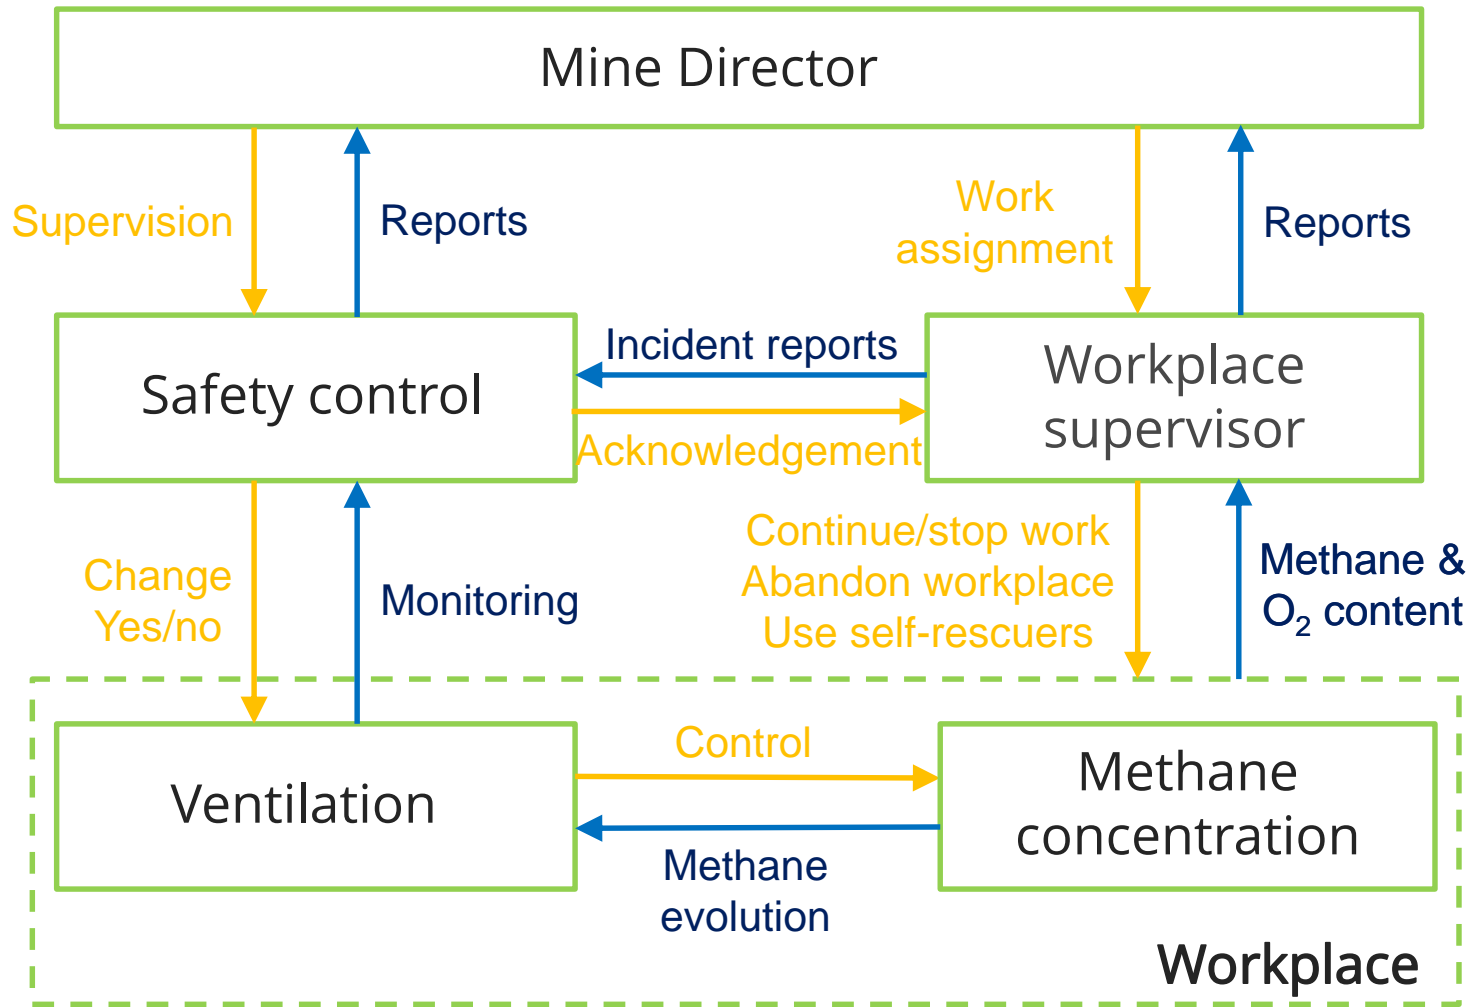 Mine Director
Supervision
Reports
Work
assignment
Reports
Safety control
Incident reports
Acknowledgement
Workplace
supervisor
Change
Yes/no
Monitoring
Continue/stop work
Abandon workplace
Use self-rescuers
Methane &
O₂ content
Ventilation
Control
Methane
evolution
Methane
concentration
Workplace